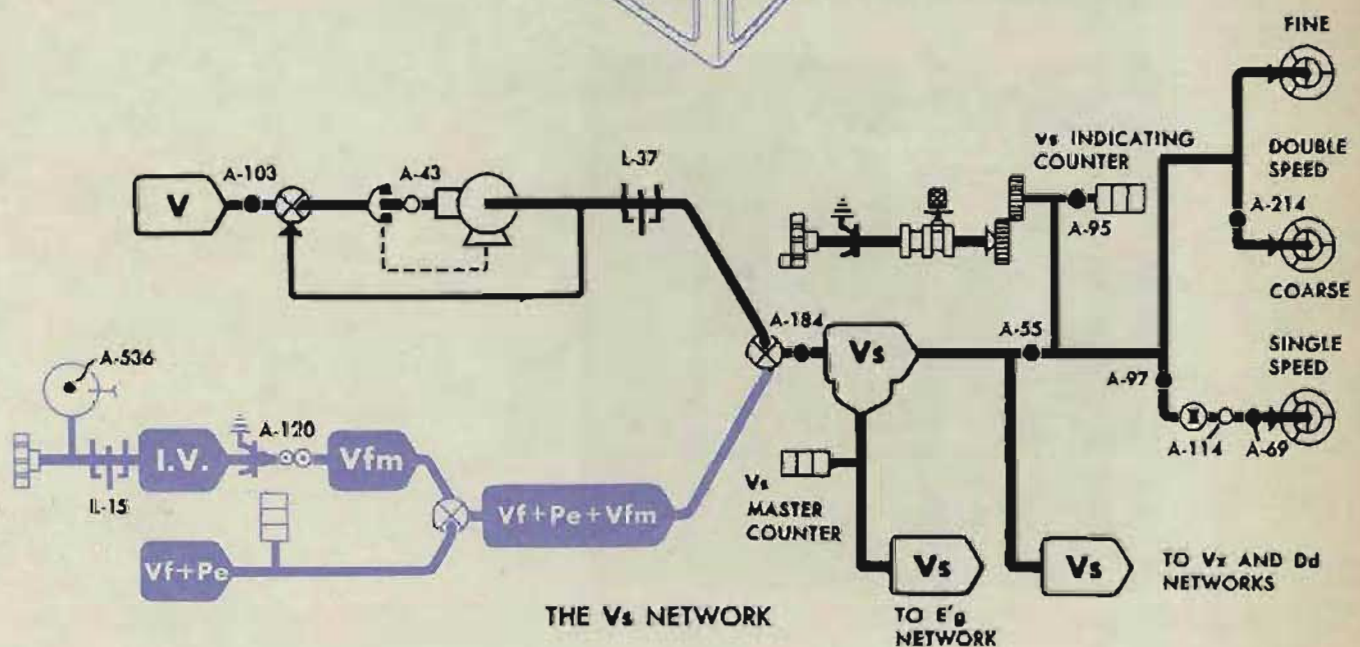 FINE
Vs INDICATING
COUNTER
DOUBLE
SPEED
A-103
A-43
L-37
V
A-95
A-214
COARSE
A-184
Vs
A-55
SINGLE
SPEED
A-97
A-536
A-120
I.V.
Vfm
IL-15
A-114
A-69
Vf+Pe+Vfm
Vs
MASTER
COUNTER
Vf+Pe
Vs
Vs
TO Vx AND Dd
NETWORKS
THE Vs NETWORK
TO E'g
NETWORK